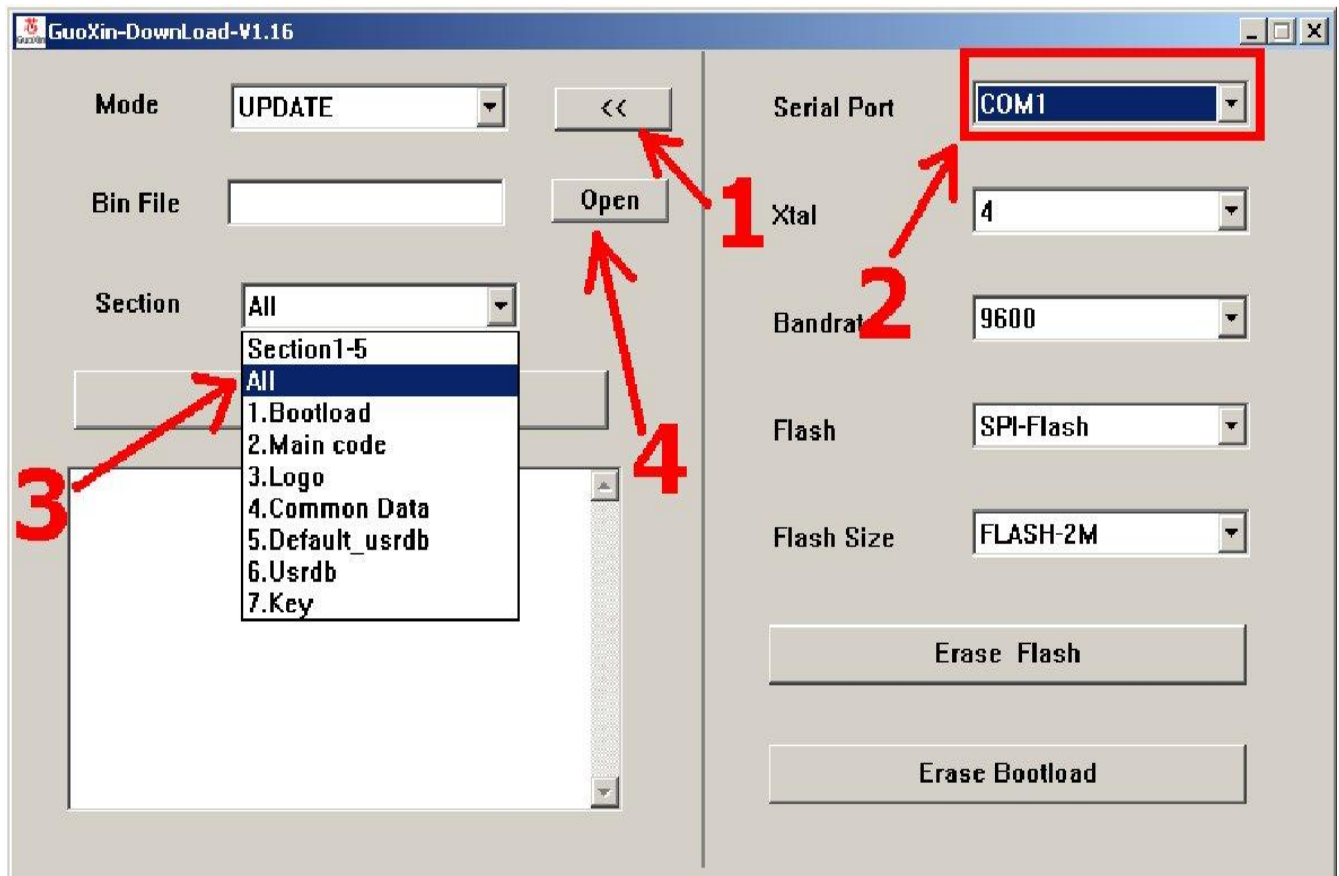 GuoXin-DownLoad-V1.16
Mode
UPDATE
<<
Bin File
Open
Section
All
Section1-5
All
1.Bootload
2.Main code
3.Logo
4.Common Data
5.Default_usrdb
6.Usrdb
7.Key
Serial Port
COM1
Xtal
4
Bandrat
9600
Flash
SPI-Flash
Flash Size
FLASH-2M
Erase Flash
Erase Bootload
1
2
3
4